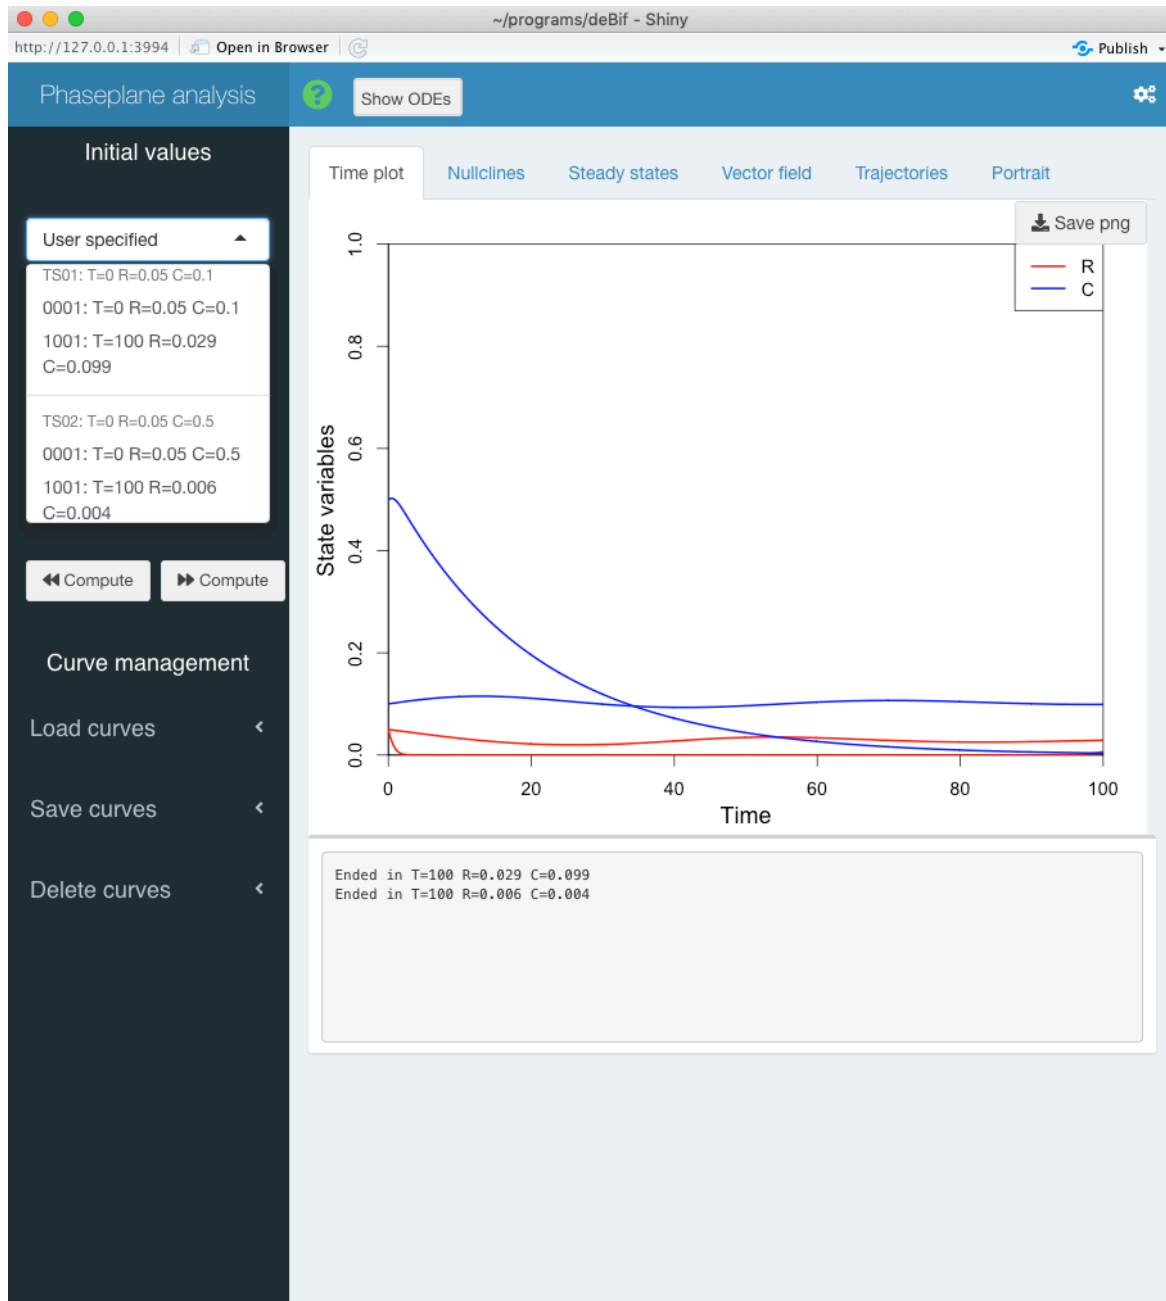 ~/programs/deBif - Shiny
http://127.0.0.1:3994 Open in Browser Publish
Phaseplane analysis ? Show ODEs
Initial values
Time plot Nullclines Steady states Vector field Trajectories Portrait
Save png
User specified
TS01: T=0 R=0.05 C=0.1
0001: T=0 R=0.05 C=0.1
1001: T=100 R=0.029
C=0.099
TS02: T=0 R=0.05 C=0.5
0001: T=0 R=0.05 C=0.5
1001: T=100 R=0.006
C=0.004
Compute Compute
Curve management
Load curves
Save curves
Delete curves
R
C
State variables
1.0
0.8
0.6
0.4
0.2
0.0
0 20 40 60 80 100
Time
Ended in T=100 R=0.029 C=0.099
Ended in T=100 R=0.006 C=0.004